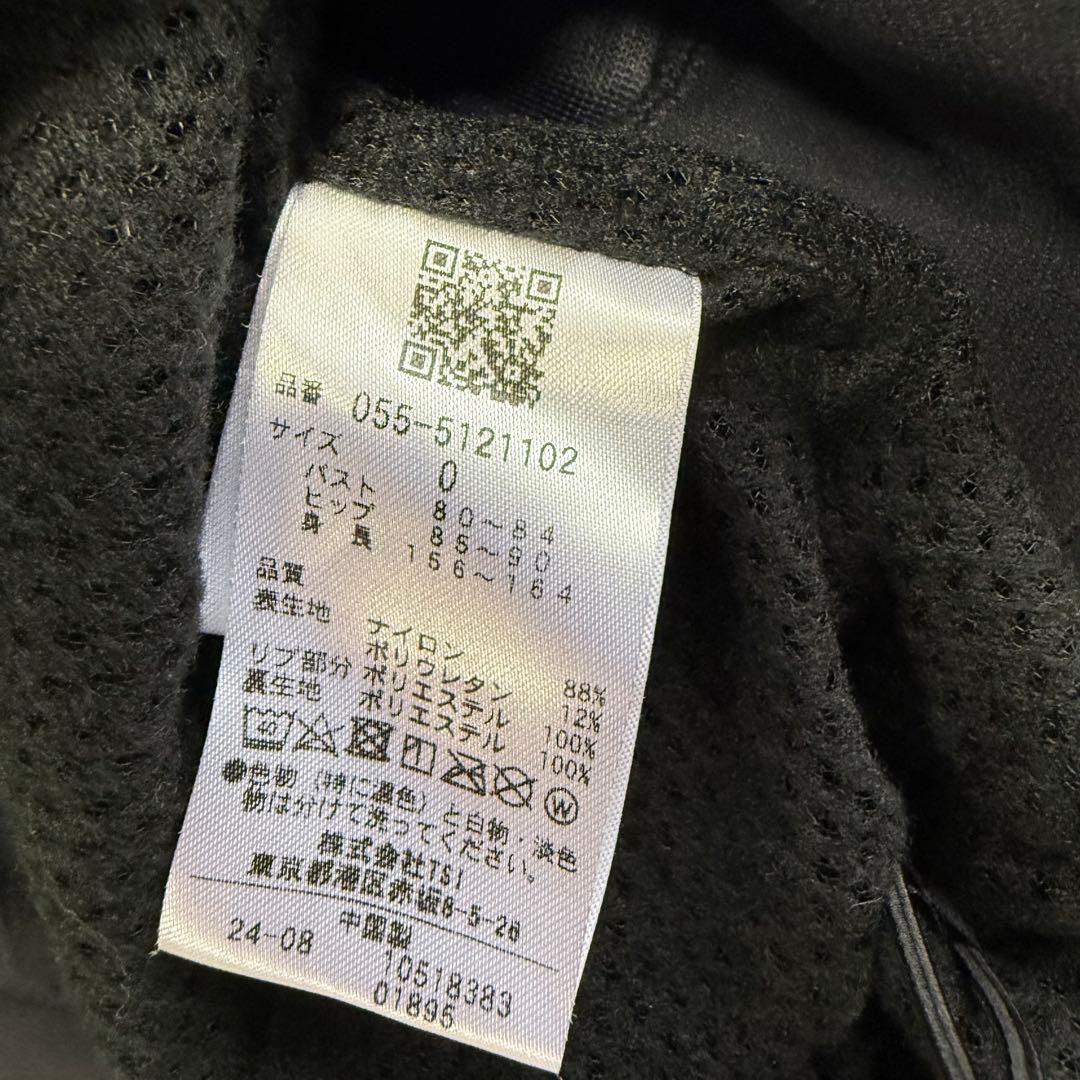 品番 055-5121102
サイズ 0
バスト 80～84
ヒップ 85～90
身長 156～164
品質
表生地 ナイロン 88%
ポリウレタン 12%
リブ部分 ポリエステル 100%
裏生地 ポリエステル 100%
W
●色物（特に濃色）と白物・淡色
物は分けて洗ってください。
株式会社TSI
東京都港区赤坂8-5-28
中国製
24-08 10518383
01896